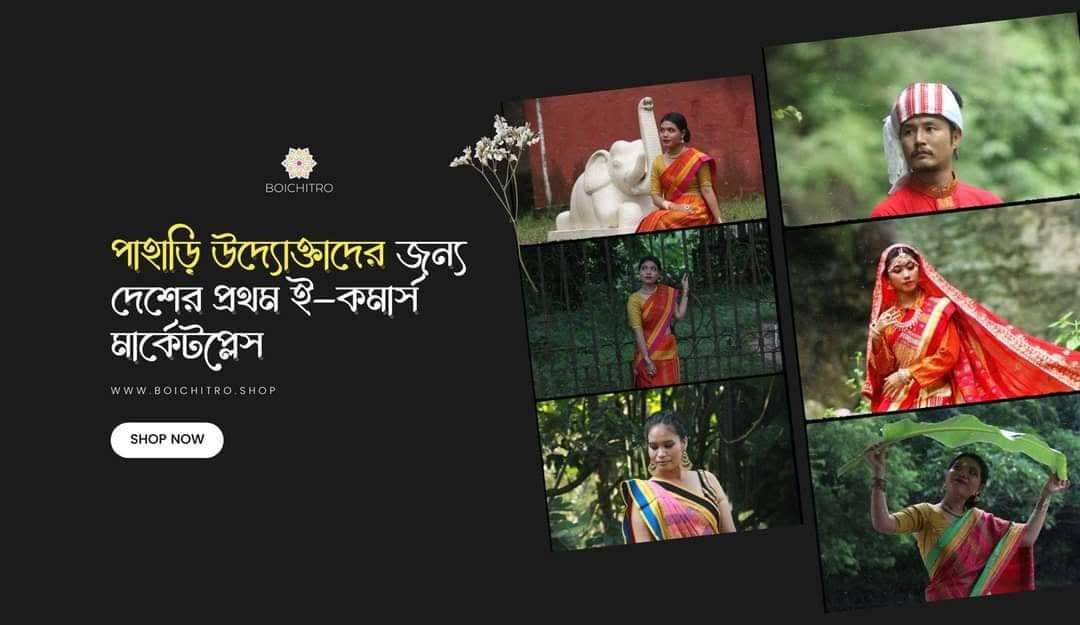 BOICHITRO
পাহাড়ি উদ্যোক্তাদের জন্য
দেশের প্রথম ই-কমার্স
মার্কেটপ্লেস
WWW.BOICHITRO.SHOP
SHOP NOW